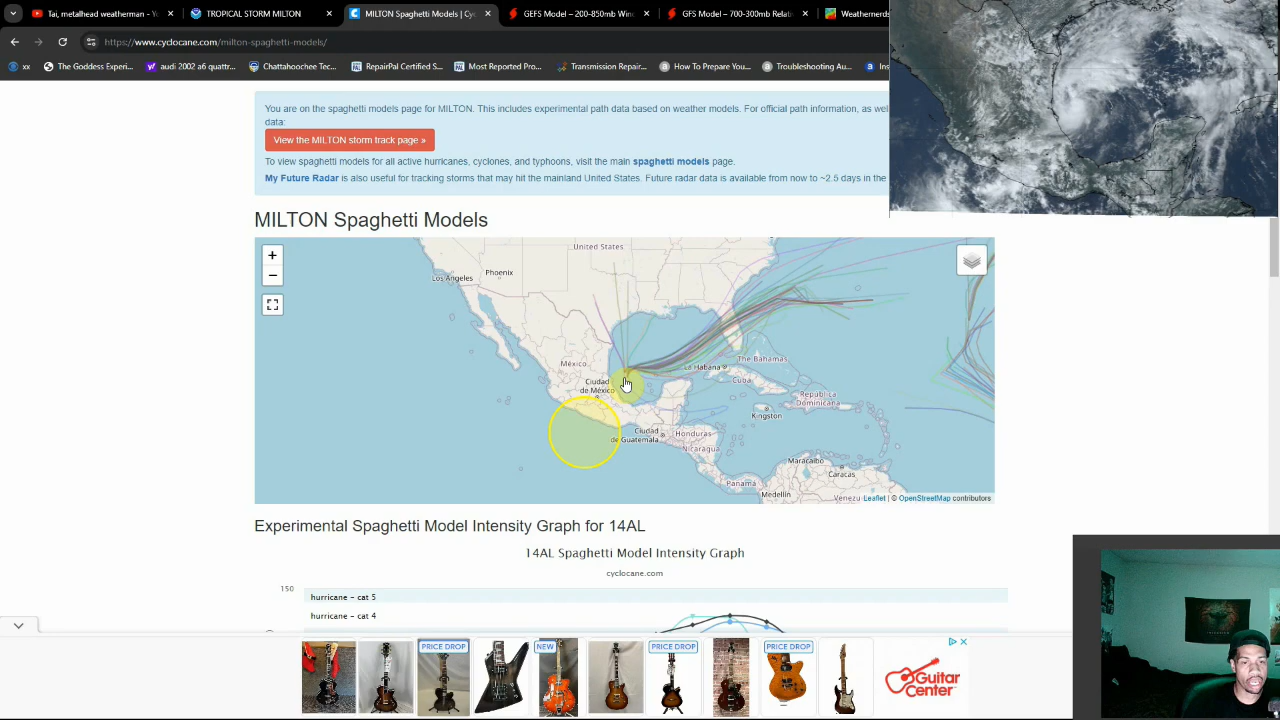 Tai, metalhead weatherman - Y
TROPICAL STORM MILTON
MILTON Spaghetti Models | Cyc
GEFS Model – 200-850mb Winc
GFS Model – 700-300mb Relati
Weathernerds
https://www.cyclocane.com/milton-spaghetti-models/
xx
The Goddess Experi...
audi 2002 a6 quattr...
Chattahoochee Tec...
RepairPal Certified S...
Most Reported Pro...
Transmission Repair...
How To Prepare You...
Troubleshooting Au...
Ins
You are on the spaghetti models page for MILTON. This includes experimental path data based on weather models. For official path information, as wel
data:
View the MILTON storm track page »
To view spaghetti models for all active hurricanes, cyclones, and typhoons, visit the main spaghetti models page.
My Future Radar is also useful for tracking storms that may hit the mainland United States. Future radar data is available from now to ~2.5 days in the
MILTON Spaghetti Models
+
−
United States
Los Angeles
Phoenix
México
Ciudad
de México
La Habana
The Bahamas
Cuba
República
Dominicana
Kingston
Ciudad
de Guatemala
Honduras
Nicaragua
Maracaibo
Caracas
Panamá
Medellín
Venezu
Leaflet | © OpenStreetMap contributors
Experimental Spaghetti Model Intensity Graph for 14AL
14AL Spaghetti Model Intensity Graph
cyclocane.com
150
hurricane - cat 5
hurricane - cat 4
PRICE DROP
NEW
PRICE DROP
PRICE DROP
Guitar
Center